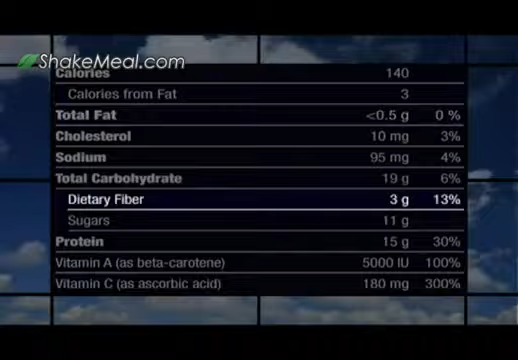 ShakeMeal.com
Calories 140
Calories from Fat 3
Total Fat <0.5 g 0 %
Cholesterol 10 mg 3%
Sodium 95 mg 4%
Total Carbohydrate 19 g 6%
Dietary Fiber 3 g 13%
Sugars 11 g
Protein 15 g 30%
Vitamin A (as beta-carotene) 5000 IU 100%
Vitamin C (as ascorbic acid) 180 mg 300%